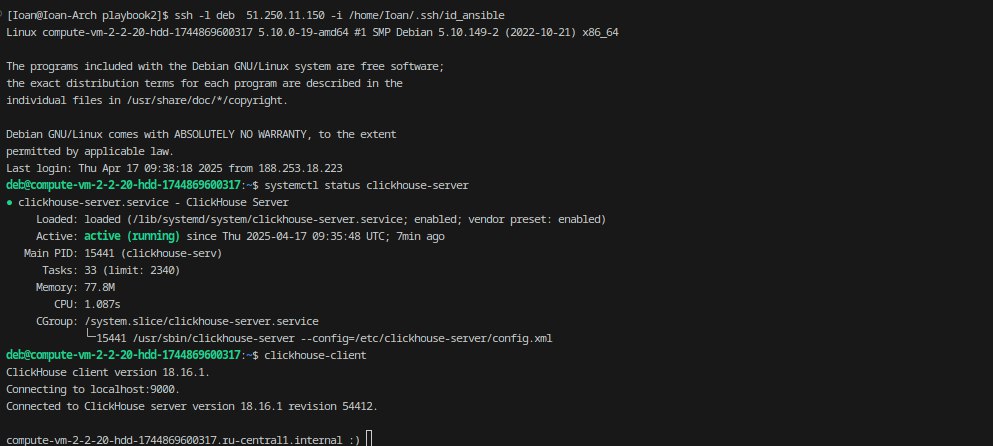 [Ioan@Ioan-Arch playbook2]$ ssh -l deb  51.250.11.150 -i /home/Ioan/.ssh/id_ansible
Linux compute-vm-2-2-20-hdd-1744869600317 5.10.0-19-amd64 #1 SMP Debian 5.10.149-2 (2022-10-21) x86_64

The programs included with the Debian GNU/Linux system are free software;
the exact distribution terms for each program are described in the
individual files in /usr/share/doc/*/copyright.

Debian GNU/Linux comes with ABSOLUTELY NO WARRANTY, to the extent
permitted by applicable law.
Last login: Thu Apr 17 09:38:18 2025 from 188.253.18.223
deb@compute-vm-2-2-20-hdd-1744869600317:~$ systemctl status clickhouse-server
● clickhouse-server.service - ClickHouse Server
     Loaded: loaded (/lib/systemd/system/clickhouse-server.service; enabled; vendor preset: enabled)
     Active: active (running) since Thu 2025-04-17 09:35:48 UTC; 7min ago
   Main PID: 15441 (clickhouse-serv)
      Tasks: 33 (limit: 2340)
     Memory: 77.8M
        CPU: 1.087s
     CGroup: /system.slice/clickhouse-server.service
             └─15441 /usr/sbin/clickhouse-server --config=/etc/clickhouse-server/config.xml
deb@compute-vm-2-2-20-hdd-1744869600317:~$ clickhouse-client
ClickHouse client version 18.16.1.
Connecting to localhost:9000.
Connected to ClickHouse server version 18.16.1 revision 54412.

compute-vm-2-2-20-hdd-1744869600317.ru-central1.internal :)